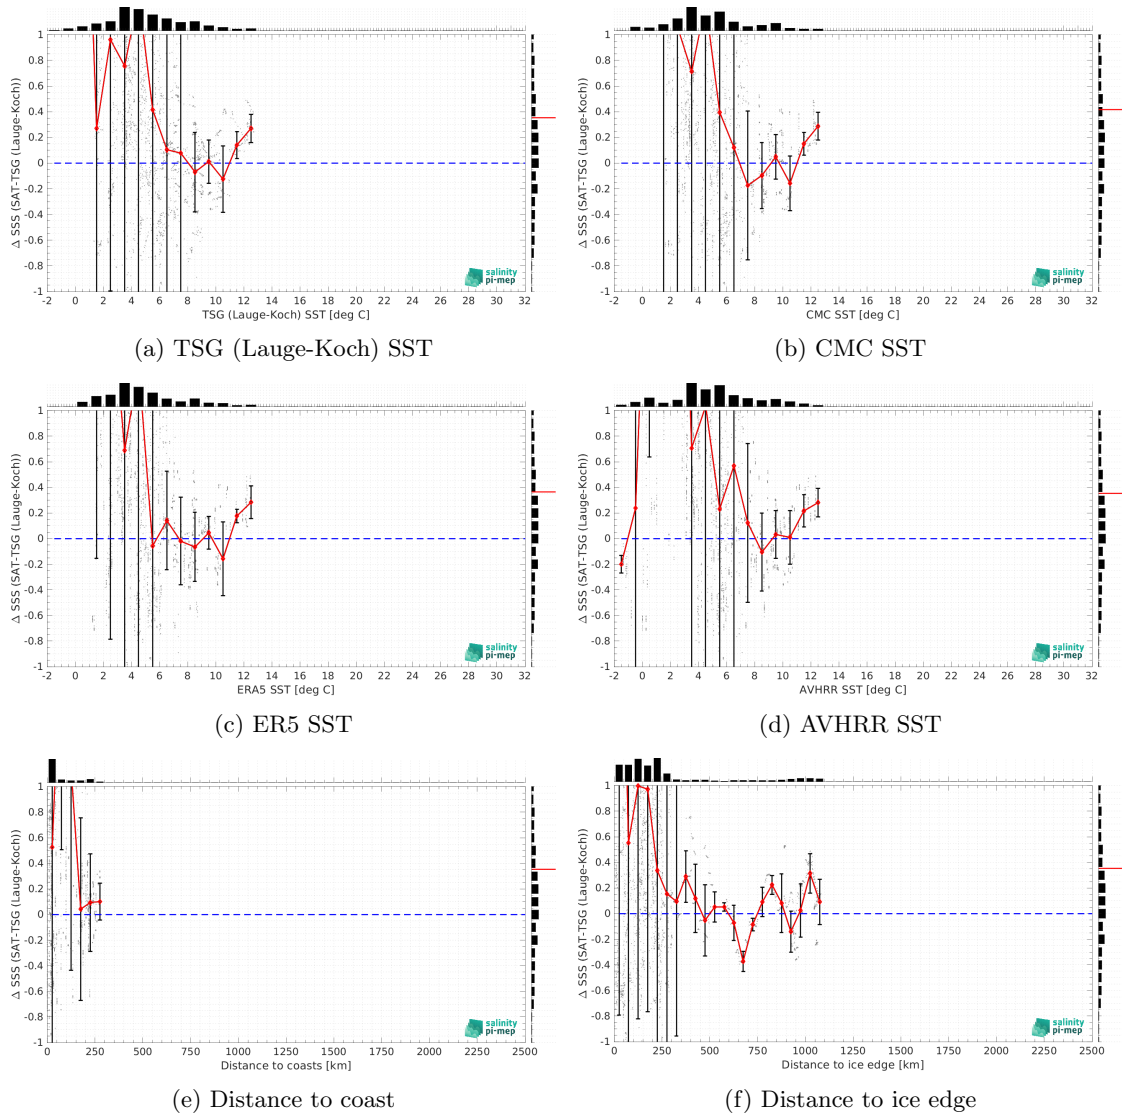 Δ SSS (SAT-TSG (Lauge-Koch))
1
0.8
0.6
0.4
0.2
0
-0.2
-0.4
-0.6
-0.8
-1
salinity
pi-mep
-2 0 2 4 6 8 10 12 14 16 18 20 22 24 26 28 30 32
TSG (Lauge-Koch) SST [deg C]
(a) TSG (Lauge-Koch) SST
Δ SSS (SAT-TSG (Lauge-Koch))
1
0.8
0.6
0.4
0.2
0
-0.2
-0.4
-0.6
-0.8
-1
salinity
pi-mep
-2 0 2 4 6 8 10 12 14 16 18 20 22 24 26 28 30 32
CMC SST [deg C]
(b) CMC SST
Δ SSS (SAT-TSG (Lauge-Koch))
1
0.8
0.6
0.4
0.2
0
-0.2
-0.4
-0.6
-0.8
-1
salinity
pi-mep
-2 0 2 4 6 8 10 12 14 16 18 20 22 24 26 28 30 32
ERA5 SST [deg C]
(c) ER5 SST
Δ SSS (SAT-TSG (Lauge-Koch))
1
0.8
0.6
0.4
0.2
0
-0.2
-0.4
-0.6
-0.8
-1
salinity
pi-mep
-2 0 2 4 6 8 10 12 14 16 18 20 22 24 26 28 30 32
AVHRR SST [deg C]
(d) AVHRR SST
Δ SSS (SAT-TSG (Lauge-Koch))
1
0.8
0.6
0.4
0.2
0
-0.2
-0.4
-0.6
-0.8
-1
salinity
pi-mep
0 250 500 750 1000 1250 1500 1750 2000 2250 2500
Distance to coasts [km]
(e) Distance to coast
Δ SSS (SAT-TSG (Lauge-Koch))
1
0.8
0.6
0.4
0.2
0
-0.2
-0.4
-0.6
-0.8
-1
salinity
pi-mep
0 250 500 750 1000 1250 1500 1750 2000 2250 2500
Distance to ice edge [km]
(f) Distance to ice edge